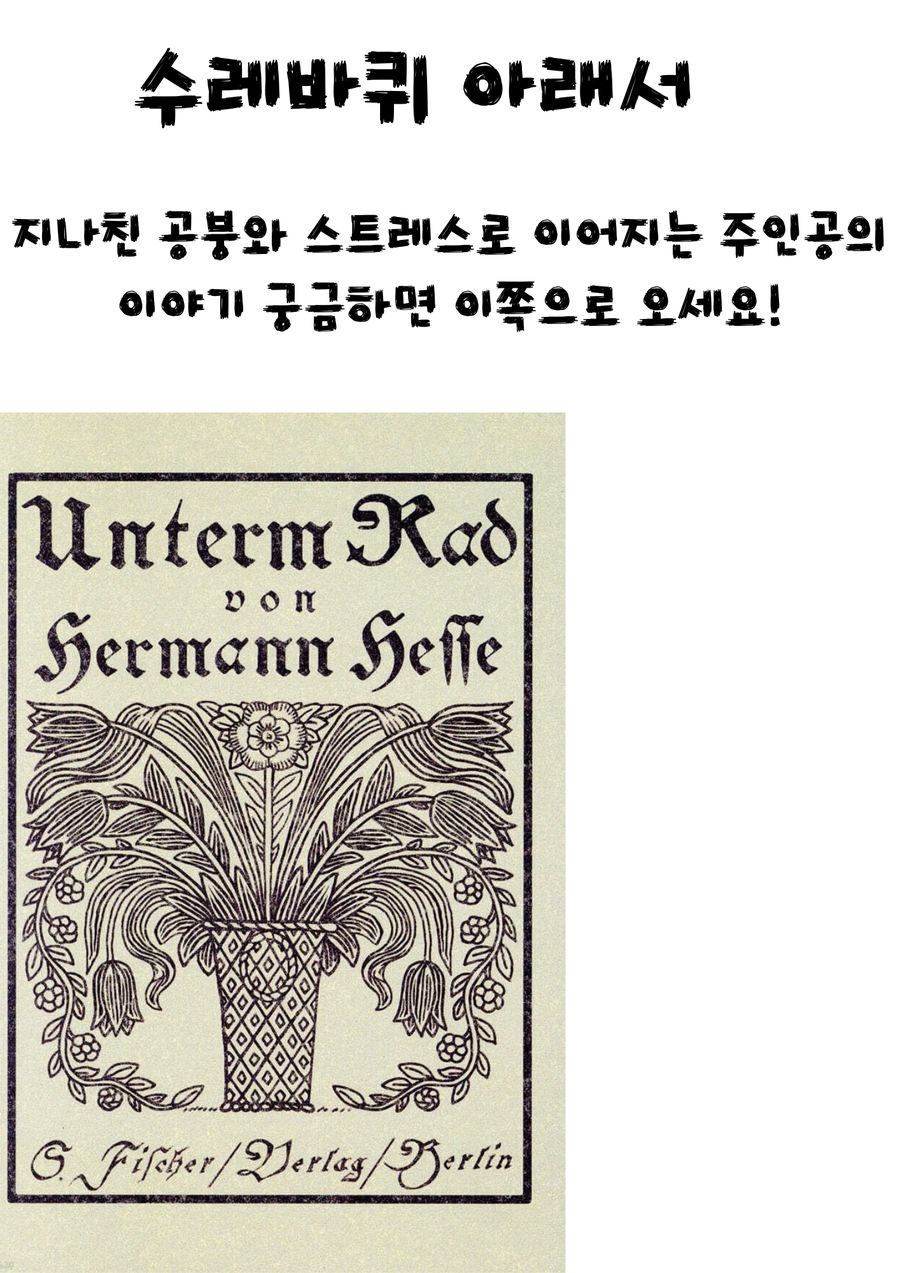 수레바퀴 아래서
지나친 공붕와 스트레스로 이어지는 주인공의
이야기 궁금하면 이쪽으로 오세요!
Unterm Rad
von
Hermann Hesse
S. Fischer/Verlag/Berlin